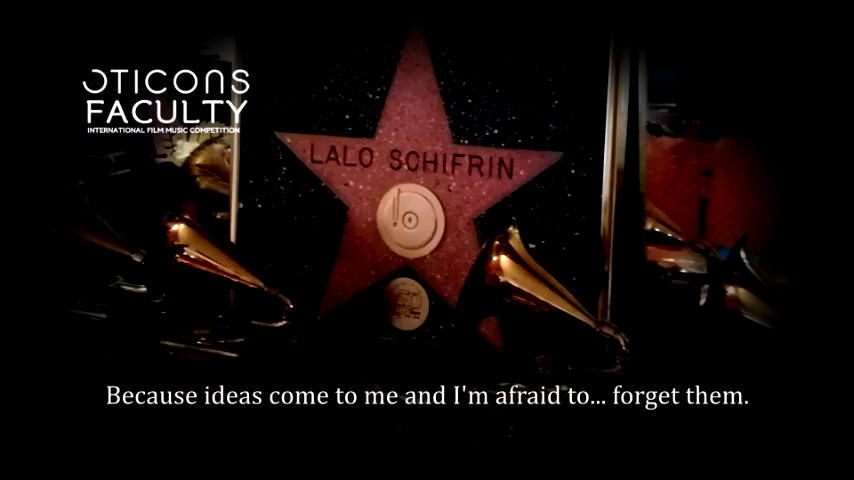 OTICONS
FACULTY
INTERNATIONAL FILM MUSIC COMPETITION
LALO SCHIFRIN
Because ideas come to me and I'm afraid to... forget them.